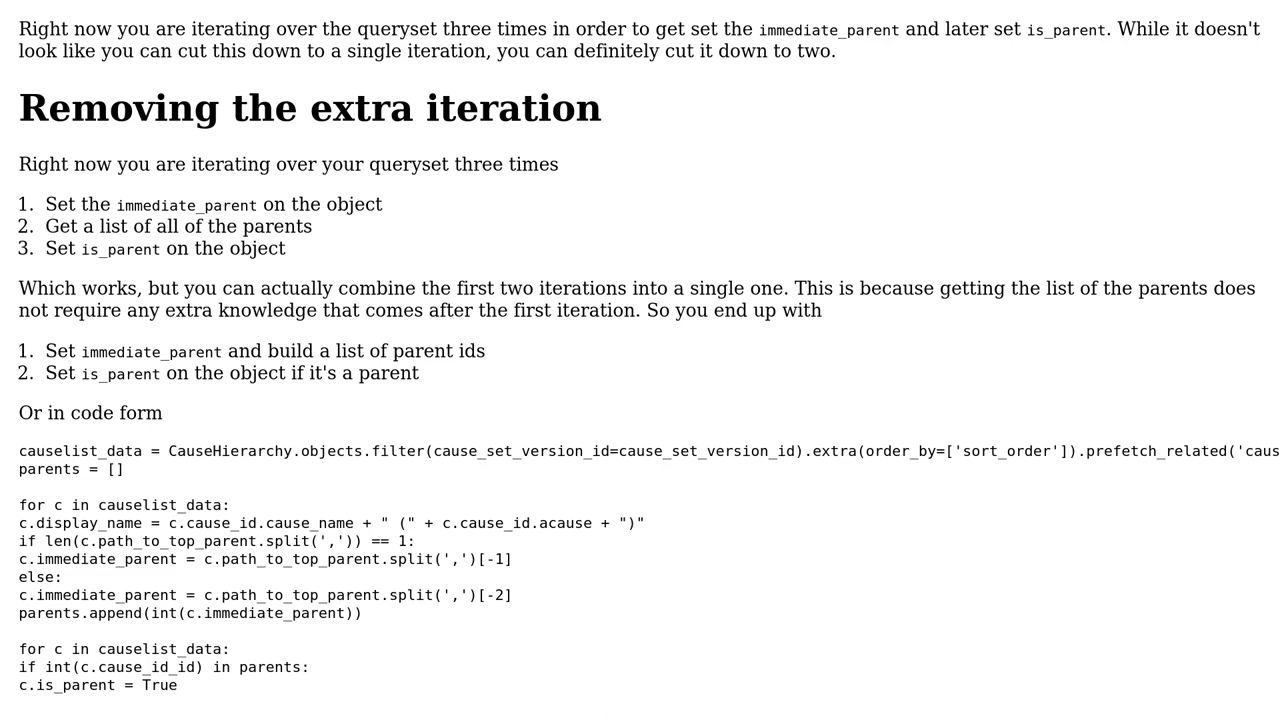 Right now you are iterating over the queryset three times in order to get set the immediate_parent and later set is_parent. While it doesn't
look like you can cut this down to a single iteration, you can definitely cut it down to two.
Removing the extra iteration
Right now you are iterating over your queryset three times
1. Set the immediate_parent on the object
2. Get a list of all of the parents
3. Set is_parent on the object
Which works, but you can actually combine the first two iterations into a single one. This is because getting the list of the parents does
not require any extra knowledge that comes after the first iteration. So you end up with
1. Set immediate_parent and build a list of parent ids
2. Set is_parent on the object if it's a parent
Or in code form
causelist_data = CauseHierarchy.objects.filter(cause_set_version_id=cause_set_version_id).extra(order_by=['sort_order']).prefetch_related('caus
parents = []
for c in causelist_data:
c.display_name = c.cause_id.cause_name + " (" + c.cause_id.acause + ")"
if len(c.path_to_top_parent.split(',')) == 1:
c.immediate_parent = c.path_to_top_parent.split(',')[-1]
else:
c.immediate_parent = c.path_to_top_parent.split(',')[-2]
parents.append(int(c.immediate_parent))
for c in causelist_data:
if int(c.cause_id_id) in parents:
c.is_parent = True